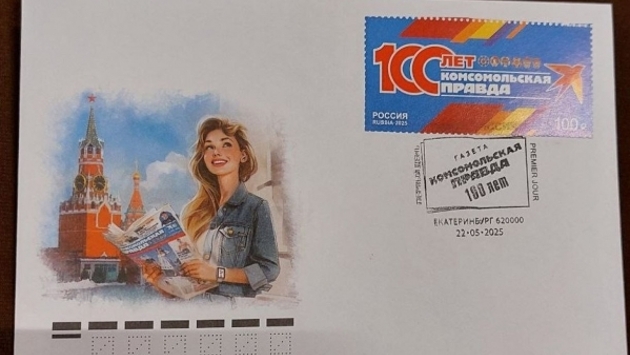 100 ЛЕТ
КОМСОМОЛЬСКАЯ
ПРАВДА
РОССИЯ
RUSSIA 2025
100 ₽
ГАЗЕТА
КОМСОМОЛЬСКАЯ
ПРАВДА
100 лет
PREMIER JOUR
ЕКАТЕРИНБУРГ 620000
22-05-2025